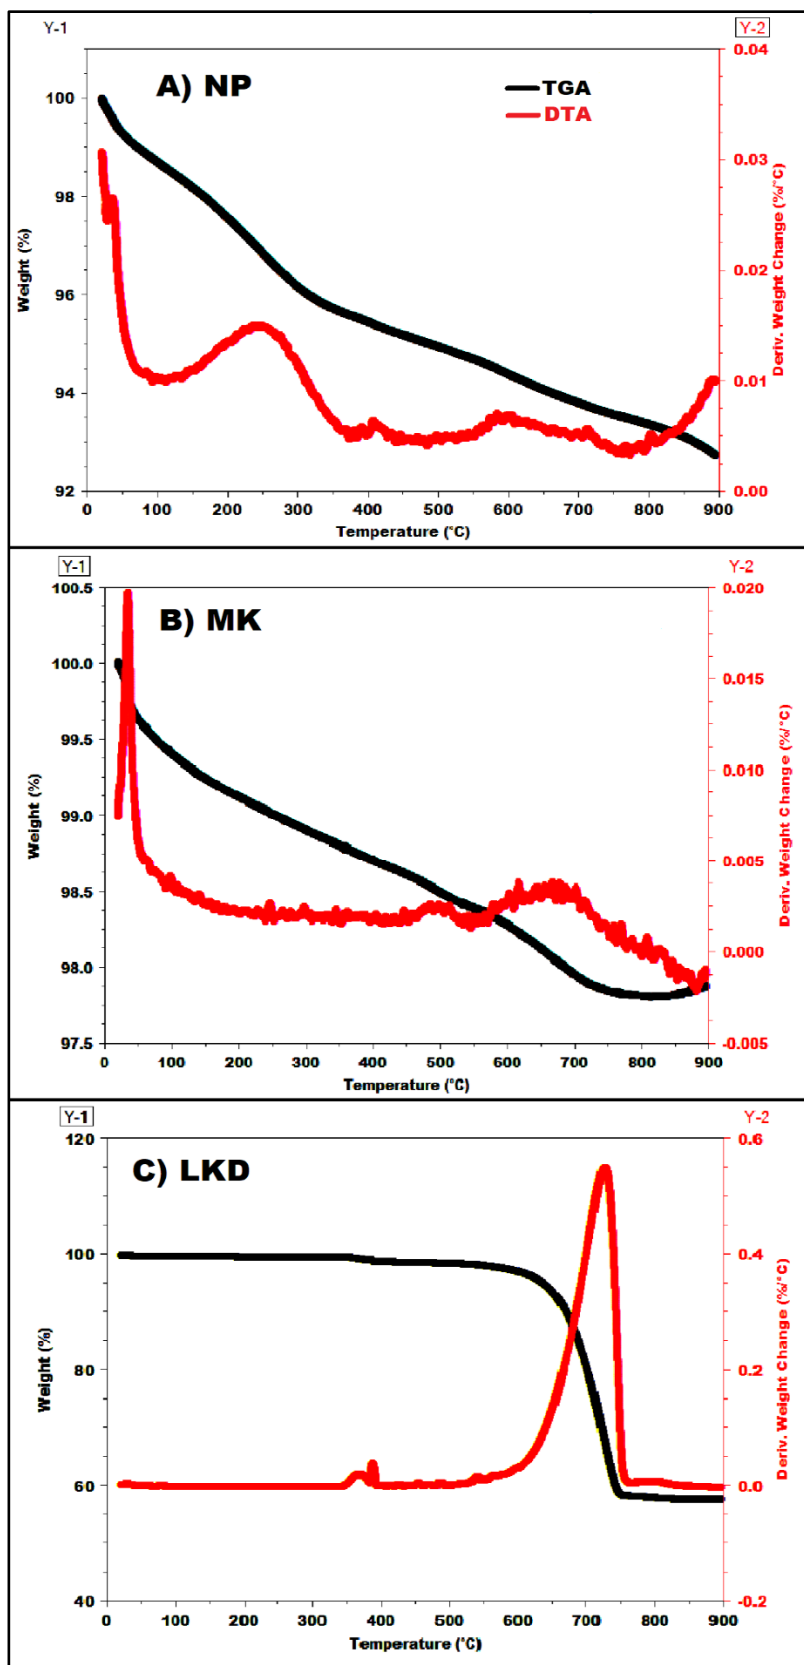 Y-1 Y-2
A) NP
TGA
DTA
Weight (%)
100
98
96
94
92
0.04
0.03
0.02
0.01
0.00
Deriv. Weight Change (%/°C)
0 100 200 300 400 500 600 700 800 900
Temperature (°C)
Y-1 Y-2
B) MK
Weight (%)
100.5
100.0
99.5
99.0
98.5
98.0
97.5
0.020
0.015
0.010
0.005
0.000
-0.005
Deriv. Weight Change (%/°C)
0 100 200 300 400 500 600 700 800 900
Temperature (°C)
Y-1 Y-2
C) LKD
Weight (%)
120
100
80
60
40
0.6
0.4
0.2
0.0
-0.2
Deriv. Weight Change (%/°C)
0 100 200 300 400 500 600 700 800 900
Temperature (°C)